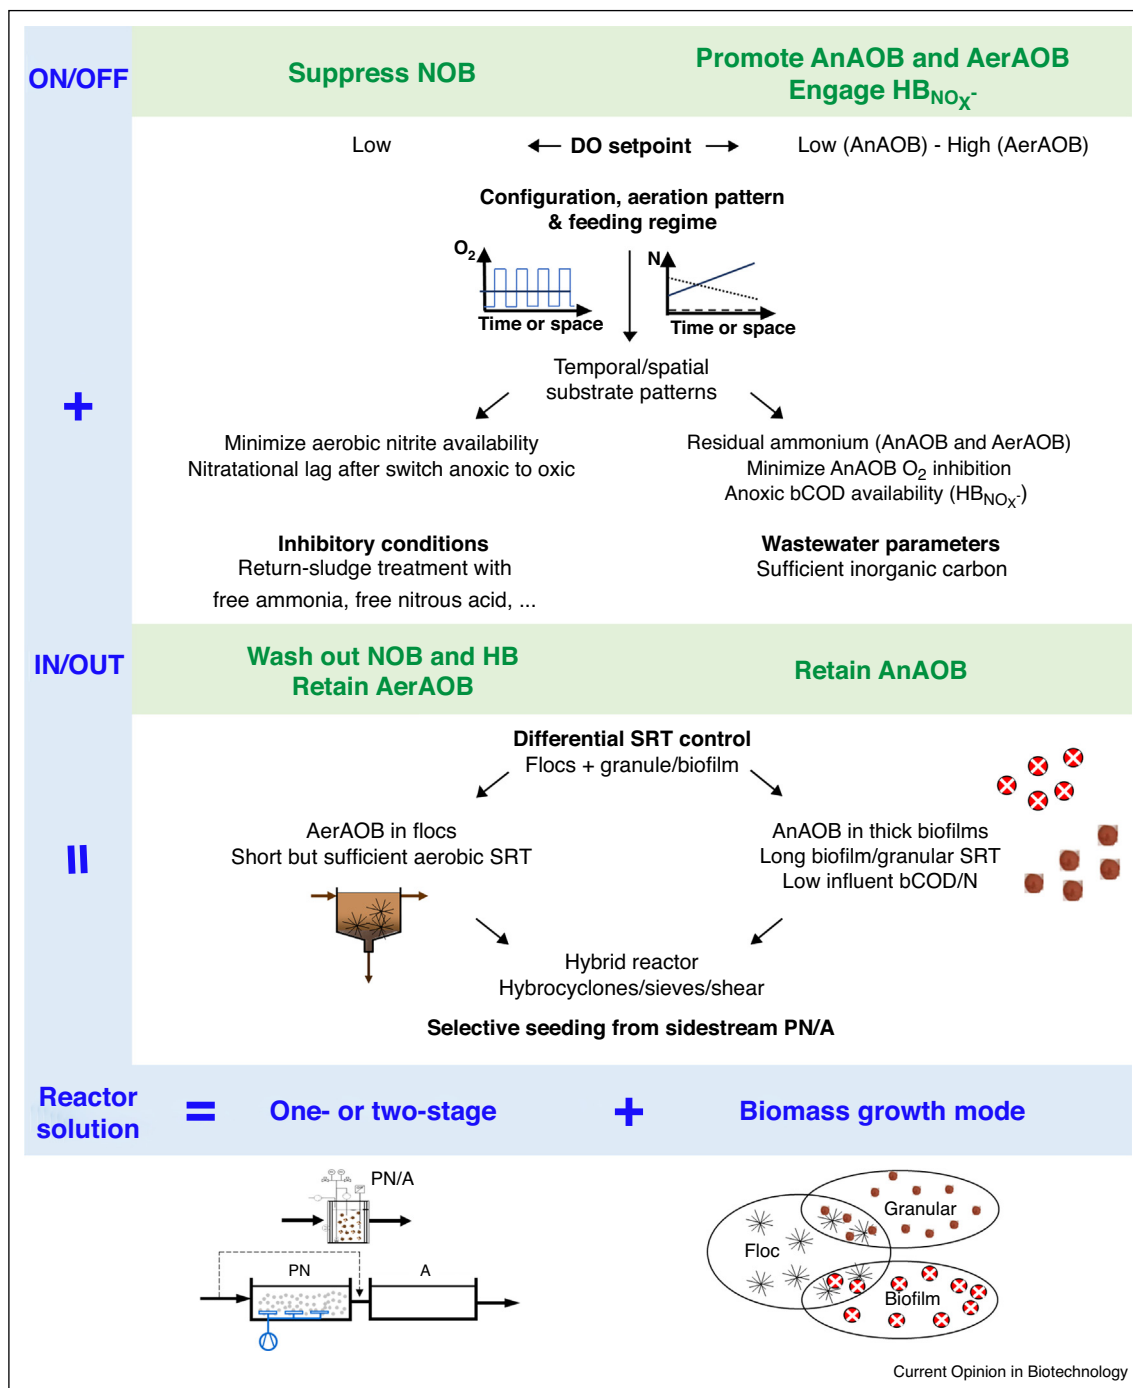 ON/OFF
Suppress NOB
Promote AnAOB and AerAOB
Engage HBNOX-
Low
DO setpoint
Low (AnAOB) - High (AerAOB)
Configuration, aeration pattern
& feeding regime
O2
Time or space
N
Time or space
Temporal/spatial
substrate patterns
+
Minimize aerobic nitrite availability
Nitratational lag after switch anoxic to oxic
Residual ammonium (AnAOB and AerAOB)
Minimize AnAOB O2 inhibition
Anoxic bCOD availability (HBNOX-)
Inhibitory conditions
Return-sludge treatment with
free ammonia, free nitrous acid, ...
Wastewater parameters
Sufficient inorganic carbon
IN/OUT
Wash out NOB and HB
Retain AerAOB
Retain AnAOB
Differential SRT control
Flocs + granule/biofilm
=
AerAOB in flocs
Short but sufficient aerobic SRT
AnAOB in thick biofilms
Long biofilm/granular SRT
Low influent bCOD/N
Hybrid reactor
Hybrocyclones/sieves/shear
Selective seeding from sidestream PN/A
Reactor
solution
=
One- or two-stage
+
Biomass growth mode
PN/A
PN
A
Granular
Floc
Biofilm
Current Opinion in Biotechnology